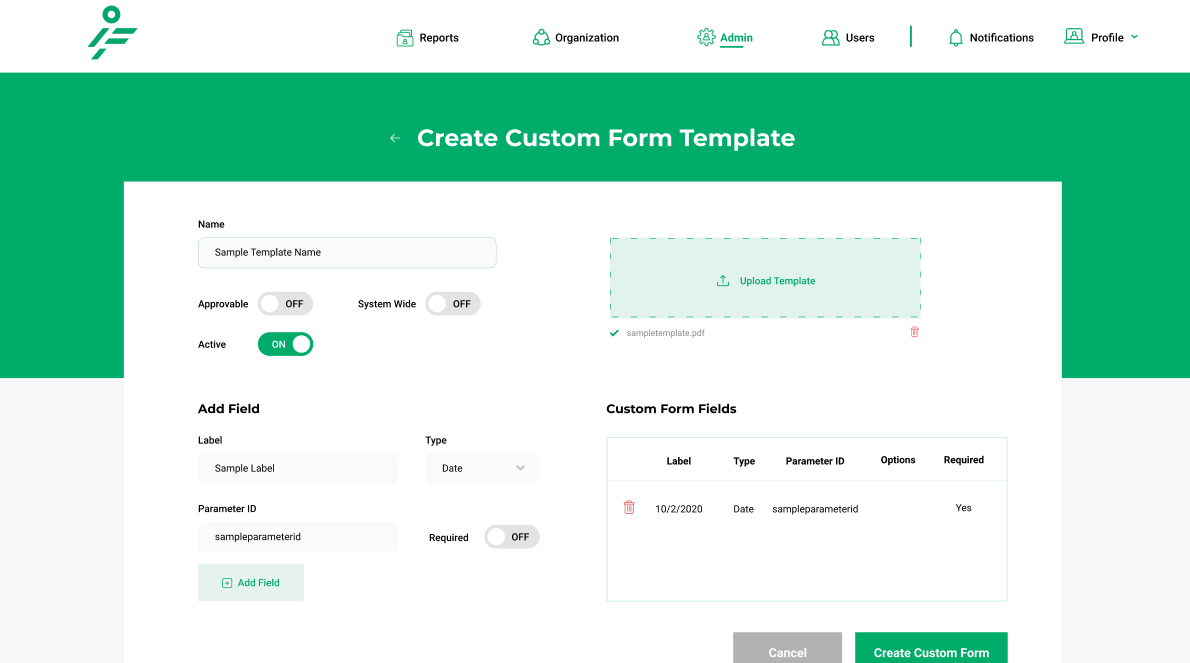 Reports
Organization
Admin
Users
Notifications
Profile
Create Custom Form Template
Name
Sample Template Name
Approvable OFF
System Wide OFF
Active ON
Upload Template
sampletemplate.pdf
Add Field
Label
Type
Sample Label
Date
Parameter ID
sampleparameterid
Required OFF
Add Field
Custom Form Fields
Label Type Parameter ID Options Required
10/2/2020 Date sampleparameterid Yes
Cancel
Create Custom Form